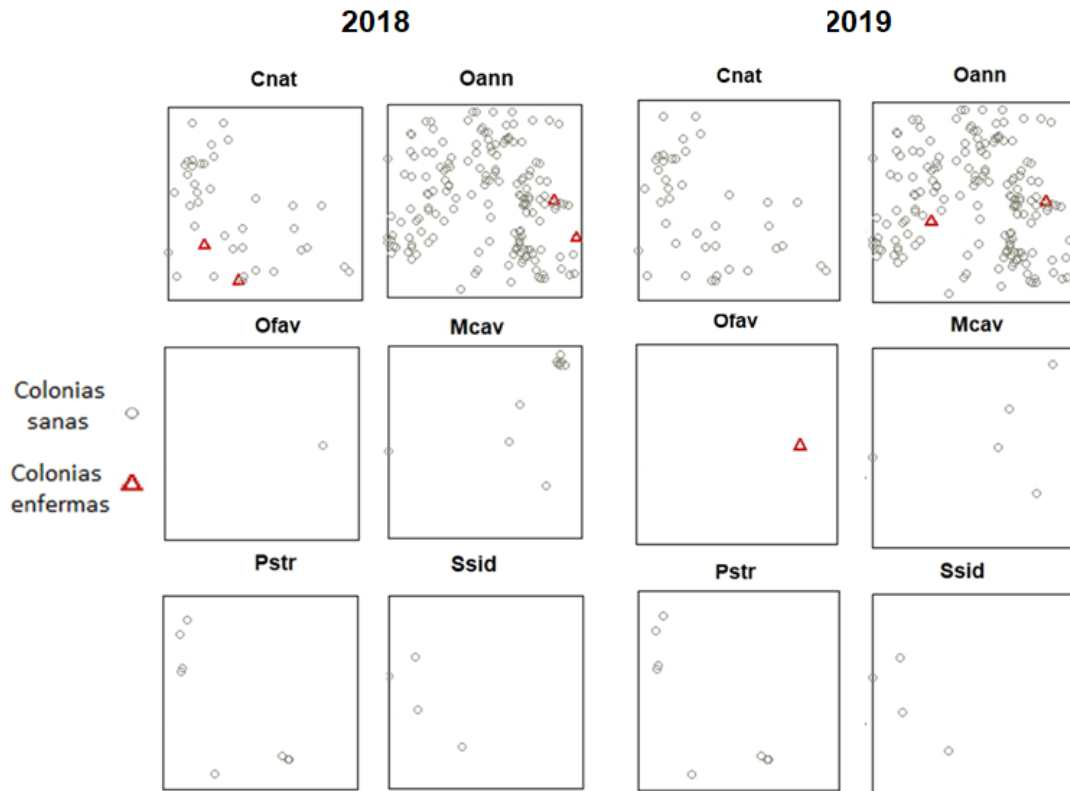 2018 2019
Cnat Oann Cnat Oann
Ofav Mcav Ofav Mcav
Colonias
sanas
Colonias
enfermas
Pstr Ssid Pstr Ssid